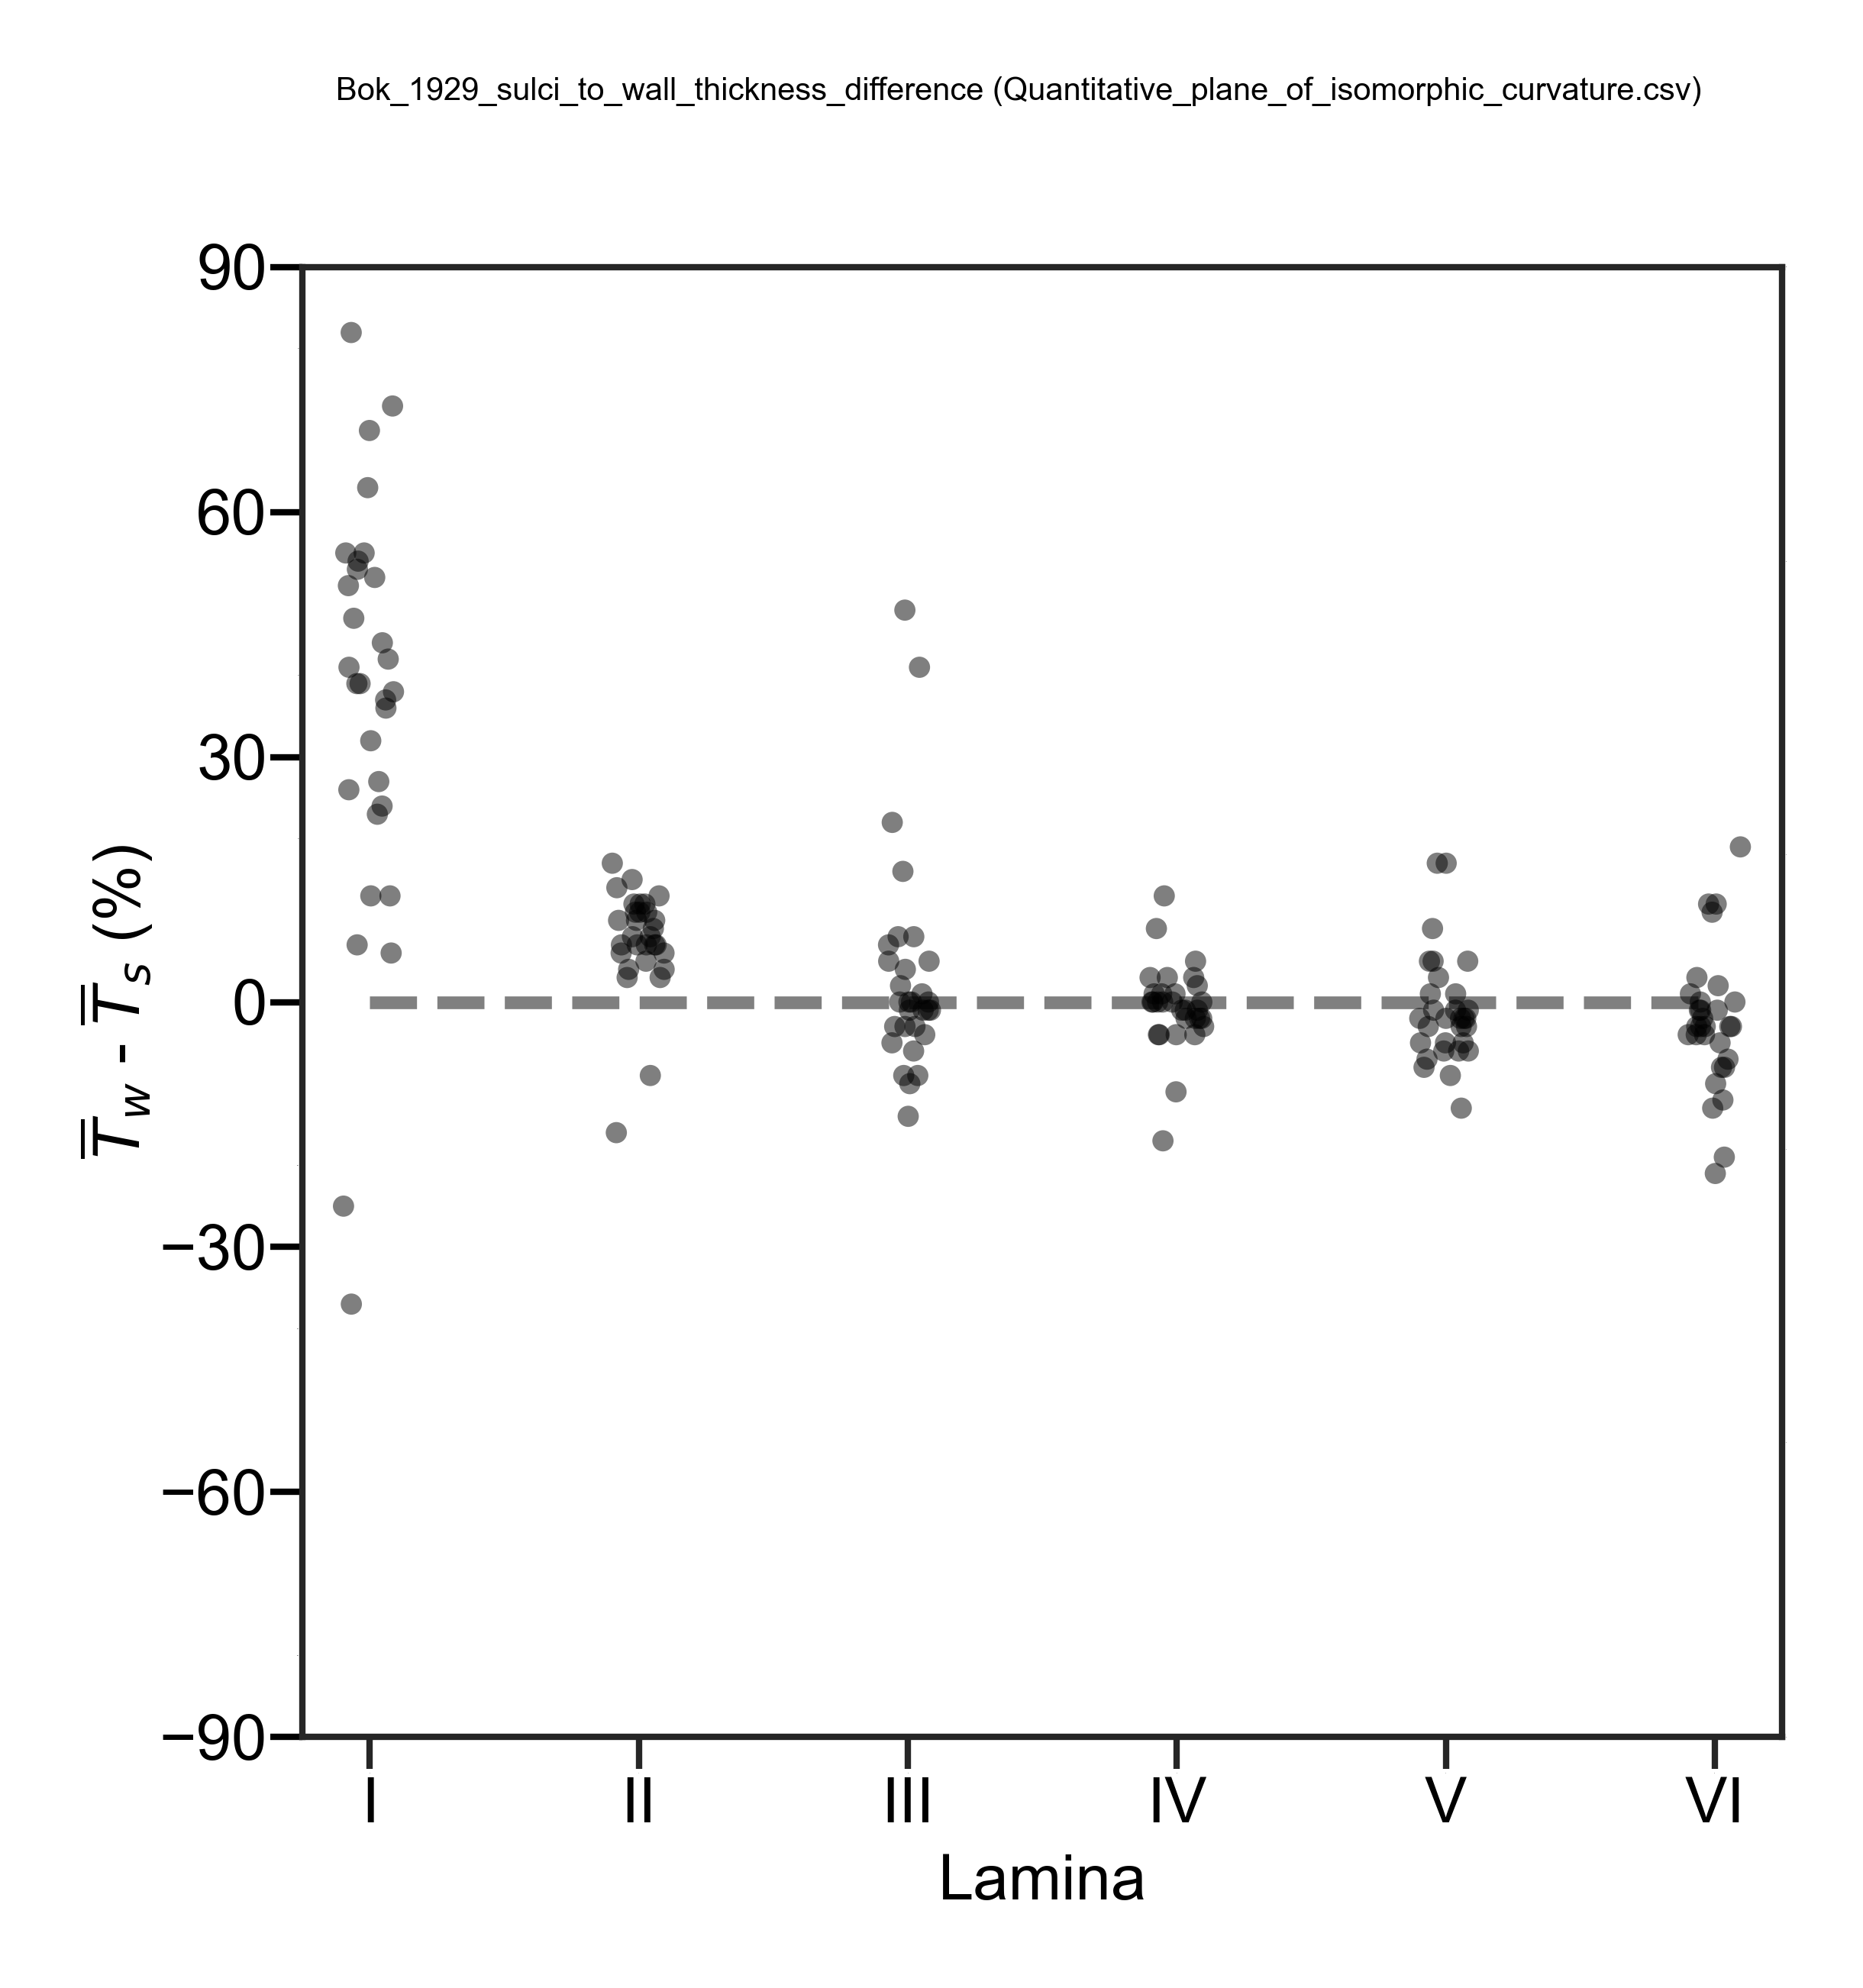 Bok_1929_sulci_to_wall_thickness_difference (Quantitative_plane_of_isomorphic_curvature.csv)
90
60
30
0
−30
−60
−90
T̿w - T̿s (%)
I II III IV V VI
Lamina